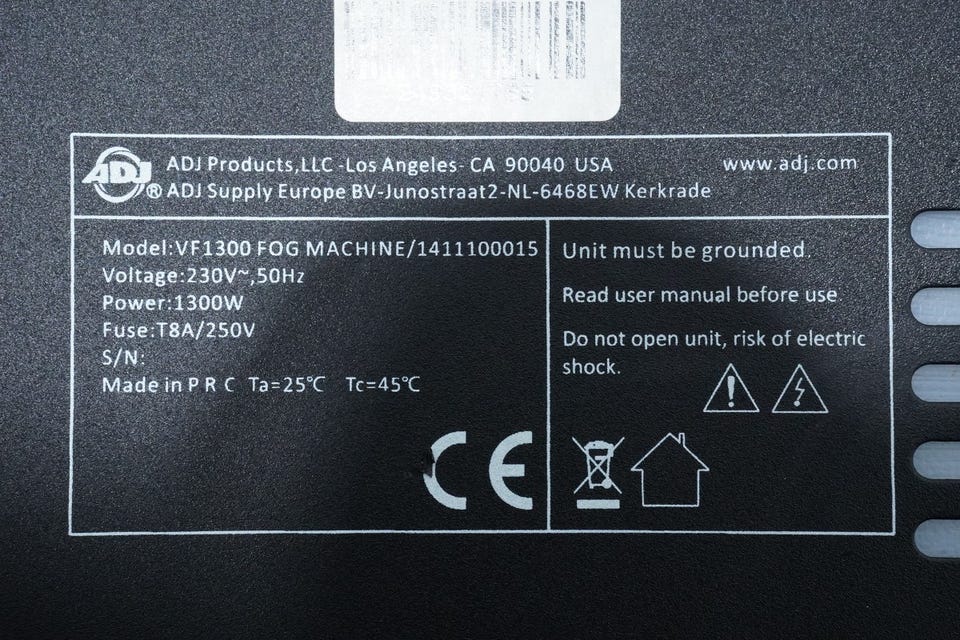 ADJ
ADJ Products,LLC -Los Angeles- CA 90040 USA
www.adj.com
® ADJ Supply Europe BV-Junostraat2-NL-6468EW Kerkrade
Model:VF1300 FOG MACHINE/1411100015
Voltage:230V~,50Hz
Power:1300W
Fuse:T8A/250V
S/N:
Made in P R C Ta=25℃ Tc=45℃
CE
Unit must be grounded.
Read user manual before use
Do not open unit, risk of electric
shock.